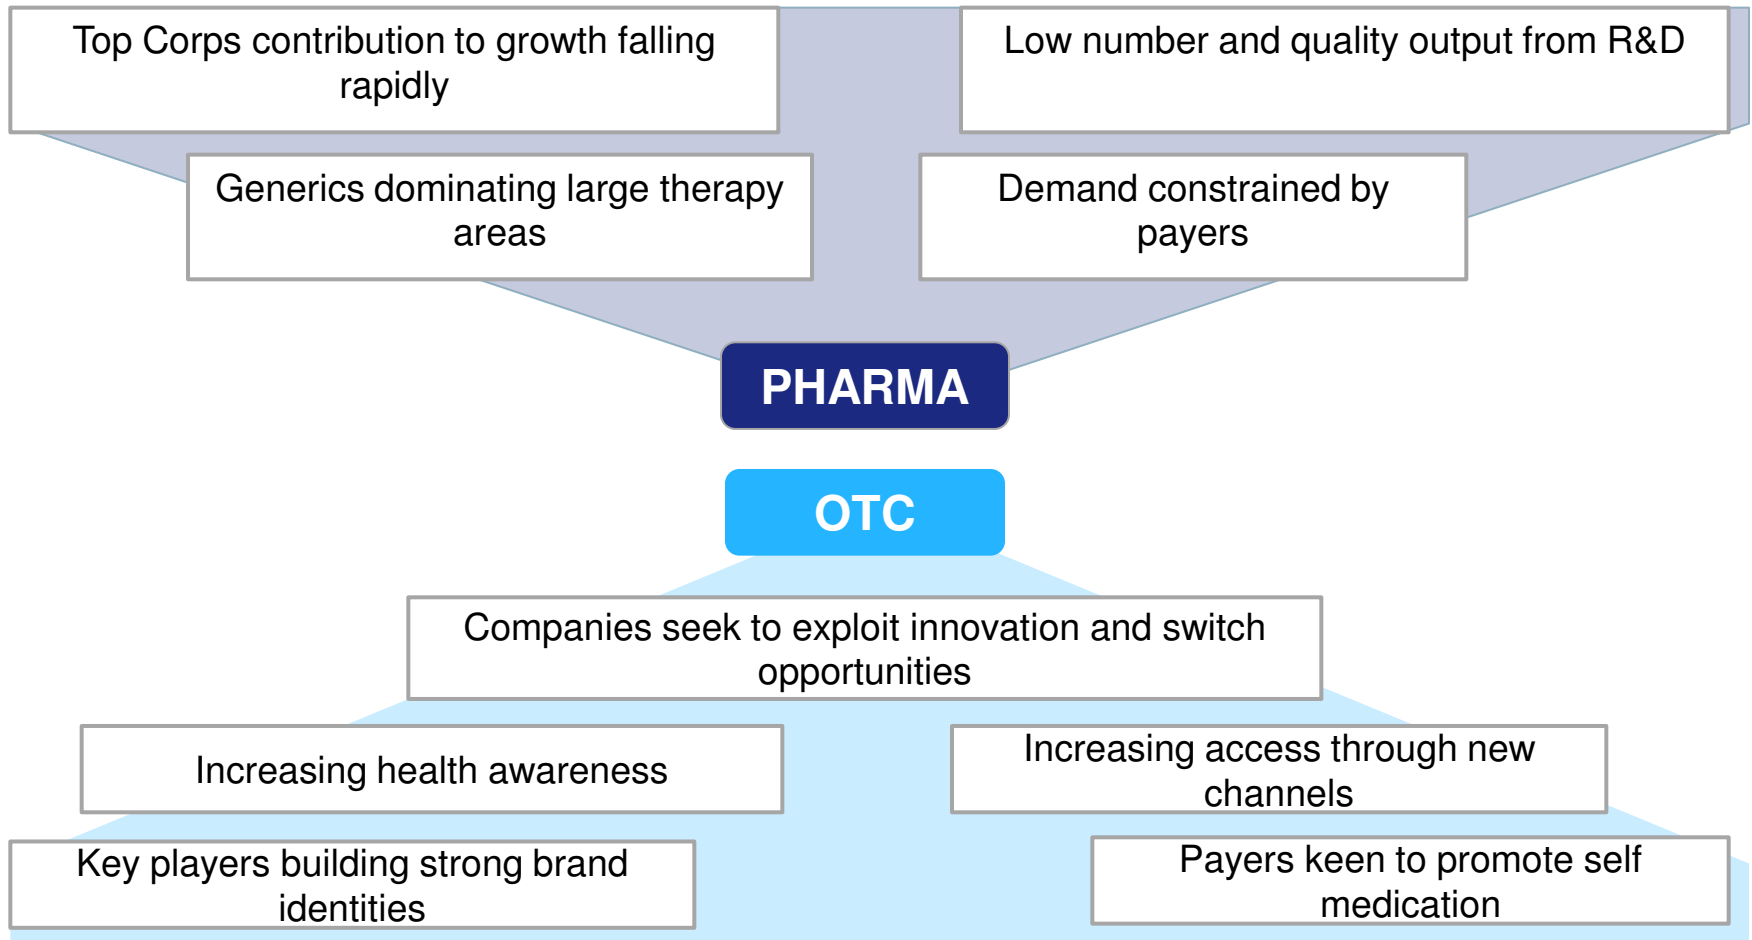 Top Corps contribution to growth falling
rapidly
Low number and quality output from R&D
Generics dominating large therapy
areas
Demand constrained by
payers
PHARMA
OTC
Companies seek to exploit innovation and switch
opportunities
Increasing health awareness
Increasing access through new
channels
Key players building strong brand
identities
Payers keen to promote self
medication